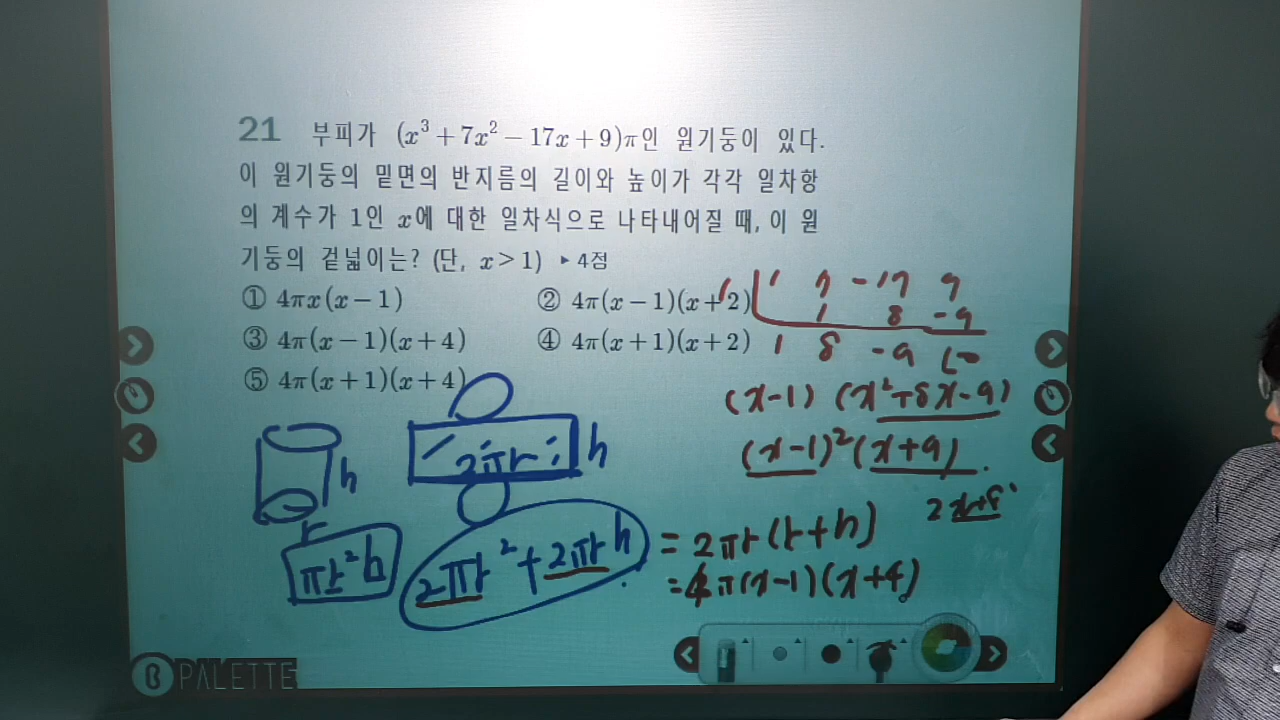 21 부피가 (x³ + 7x² − 17x + 9)π인 원기둥이 있다.
이 원기둥의 밑면의 반지름의 길이와 높이가 각각 일차항
의 계수가 1인 x에 대한 일차식으로 나타내어질 때, 이 원
기둥의 겉넓이는? (단, x > 1) ▸ 4점
① 4πx(x − 1) ② 4π(x − 1)(x + 2)
③ 4π(x − 1)(x + 4) ④ 4π(x + 1)(x + 2)
⑤ 4π(x + 1)(x + 4)
1 1 7 −17 9
1 8 −9
1 8 −9 0
(x−1) (x²+8x−9)
(x−1)²(x+9)
2x+8
h
r
πr²h
2πr h
2πr² + 2πrh = 2πr(r+h)
= 4π(x−1)(x+4)
PALETTE